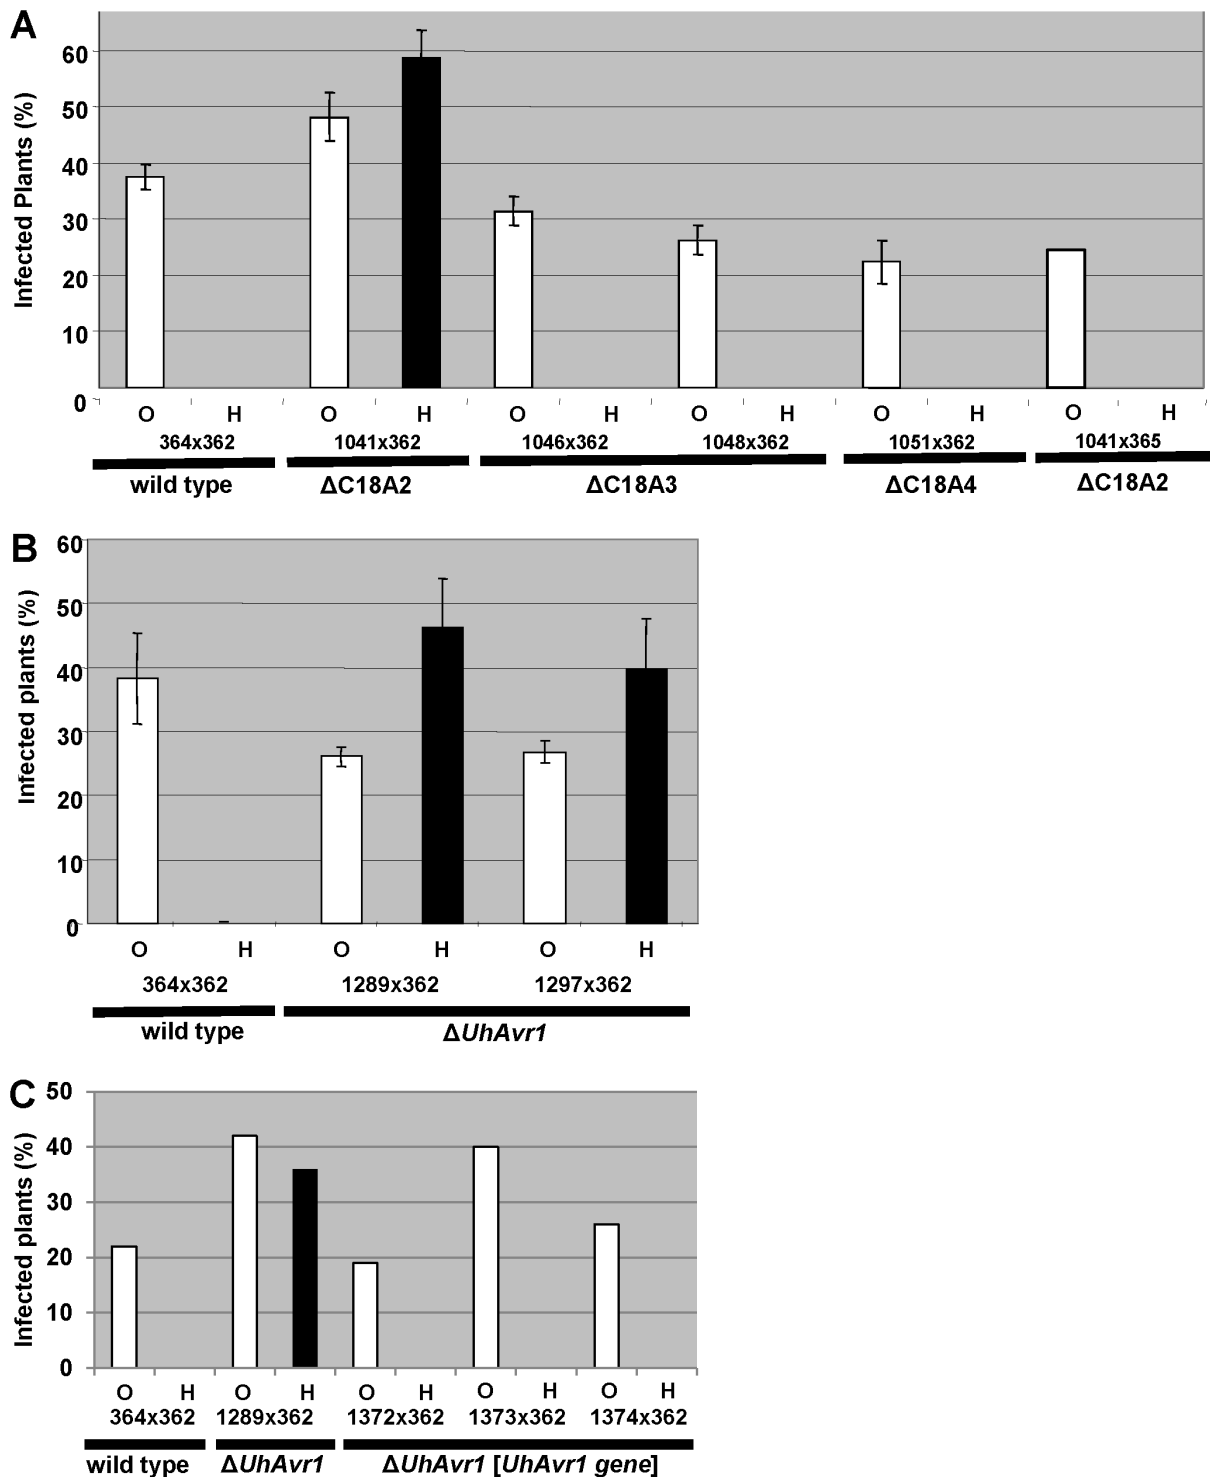 A
Infected Plants (%)
60
50
40
30
20
10
0
O H O H O H O H O H O H
364x362 1041x362 1046x362 1048x362 1051x362 1041x365
wild type ΔC18A2 ΔC18A3 ΔC18A4 ΔC18A2
B
Infected plants (%)
60
50
40
30
20
10
0
O H O H O H
364x362 1289x362 1297x362
wild type ΔUhAvr1
C
Infected plants (%)
50
40
30
20
10
0
O H O H O H O H O H
364x362 1289x362 1372x362 1373x362 1374x362
wild type ΔUhAvr1 ΔUhAvr1 [UhAvr1 gene]